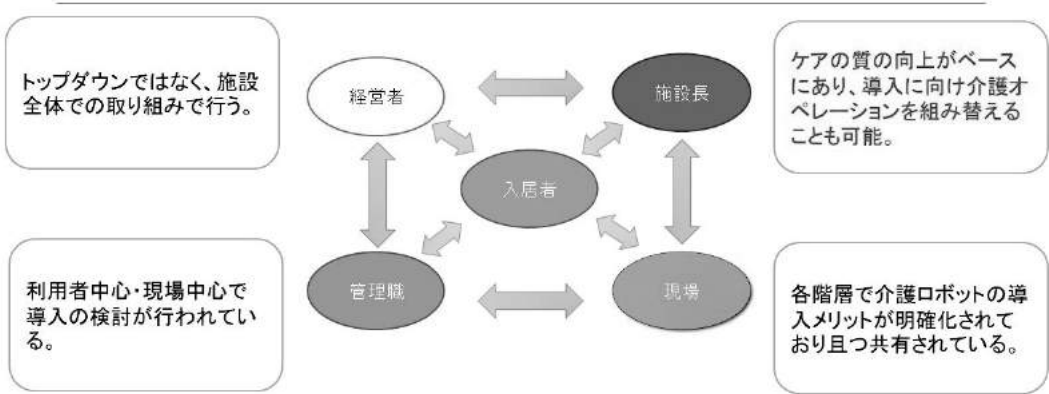 トップダウンではなく、施設
全体での取り組みで行う。
経営者
施設長
ケアの質の向上がベース
にあり、導入に向け介護オ
ペレーションを組み替える
ことも可能。
入居者
利用者中心・現場中心で
導入の検討が行われてい
る。
管理職
現場
各階層で介護ロボットの導
入メリットが明確化されて
おり且つ共有されている。